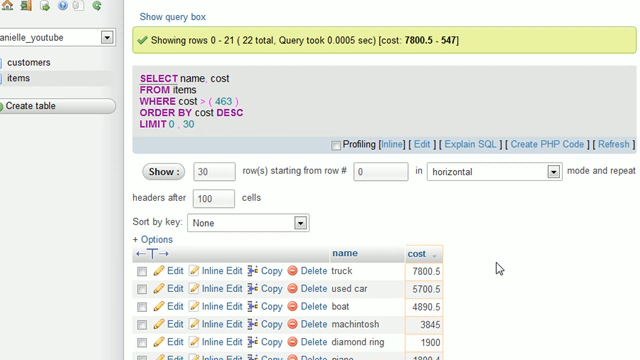 Show query box
anielle_youtube
Showing rows 0 - 21 ( 22 total, Query took 0.0005 sec) [cost: 7800.5 - 547]
customers
items
Create table
SELECT name, cost
FROM items
WHERE cost > ( 463 )
ORDER BY cost DESC
LIMIT 0 , 30
Profiling [Inline] [ Edit ] [ Explain SQL ] [ Create PHP Code ] [ Refresh ]
Show : 30 row(s) starting from row # 0 in horizontal mode and repeat
headers after 100 cells
Sort by key: None
+ Options
←T→ name cost
Edit Inline Edit Copy Delete truck 7800.5
Edit Inline Edit Copy Delete used car 5700.5
Edit Inline Edit Copy Delete boat 4890.5
Edit Inline Edit Copy Delete machintosh 3845
Edit Inline Edit Copy Delete diamond ring 1900